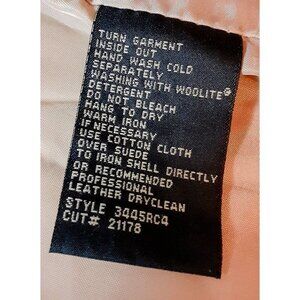 TURN GARMENT
INSIDE OUT
HAND WASH COLD
SEPARATELY
WASHING WITH WOOLITE®
DETERGENT
DO NOT BLEACH
HANG TO DRY
WARM IRON
IF NECESSARY
USE COTTON CLOTH
OVER SUEDE
TO IRON SHELL DIRECTLY
OR RECOMMENDED
PROFESSIONAL
LEATHER DRYCLEAN
STYLE 3445RC4
CUT# 21178